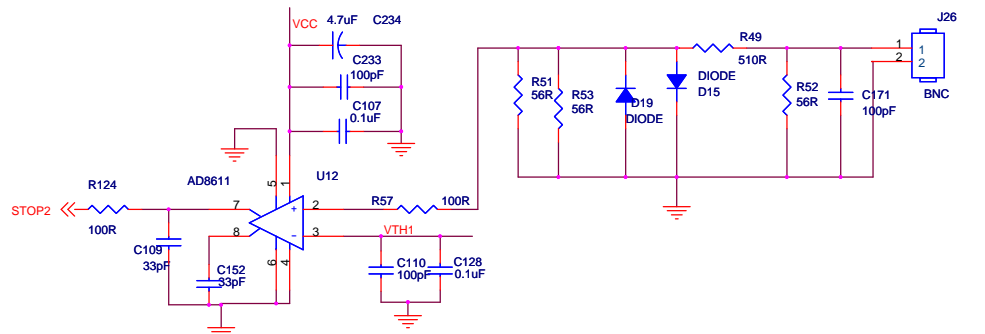 VCC
4.7uF C234
C233
100pF
C107
0.1uF
J26
1
2
1
2
BNC
R49
510R
R51
56R
R53
56R
D19
DIODE
DIODE
D15
R52
56R
C171
100pF
R124
100R
STOP2
AD8611
U12
5
1
7
8
2
3
6
4
+
−
R57
100R
VTH1
C109
33pF
C152
33pF
C110
100pF
C128
0.1uF